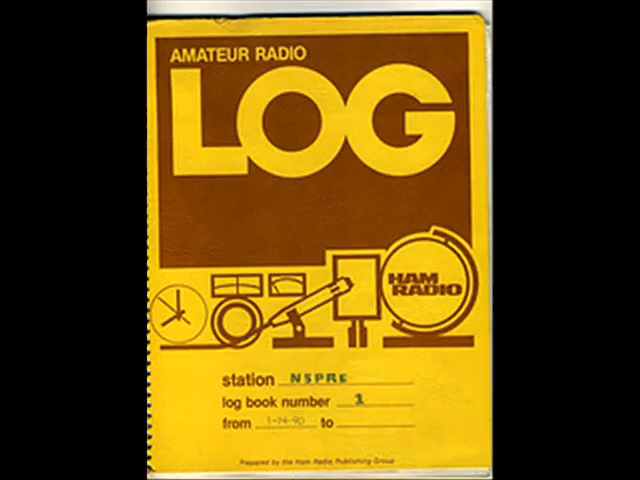 AMATEUR RADIO
LOG
HAM
RADIO
station N5PRE
log book number 1
from 1-24-90 to
Prepared by the Ham Radio Publishing Group